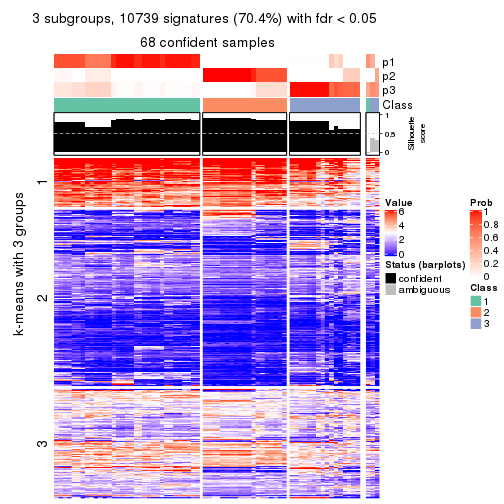 3 subgroups, 10739 signatures (70.4%) with fdr < 0.05
68 confident samples
p1
p2
p3
Class
1
0.5
0
Silhouette
score
k-means with 3 groups
1
2
3
Value
6
4
2
0
Status (barplots)
confident
ambiguous
Prob
1
0.8
0.6
0.4
0.2
0
Class
1
2
3